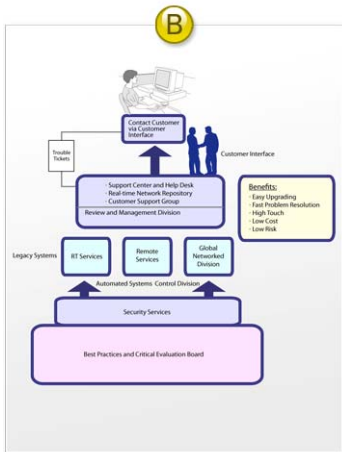 B
Contact Customer
via Customer
Interface
Trouble
Tickets
Customer Interface
· Support Center and Help Desk
· Real-time Network Repository
· Customer Support Group
Review and Management Division
Benefits:
· Easy Upgrading
· Fast Problem Resolution
· High Touch
· Low Cost
· Low Risk
Legacy Systems
RT Services
Remote
Services
Global
Networked
Division
Automated Systems Control Division
Security Services
Best Practices and Critical Evaluation Board